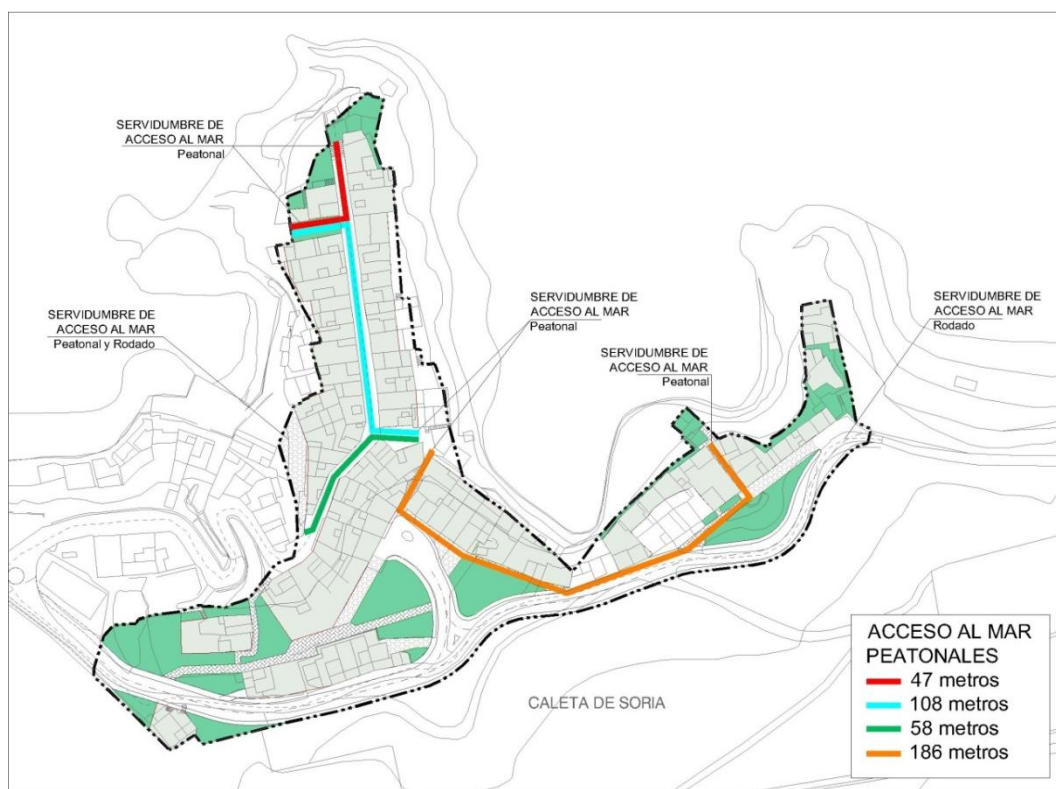 SERVIDUMBRE DE
ACCESO AL MAR
Peatonal
SERVIDUMBRE DE
ACCESO AL MAR
Peatonal y Rodado
SERVIDUMBRE DE
ACCESO AL MAR
Peatonal
SERVIDUMBRE DE
ACCESO AL MAR
Peatonal
SERVIDUMBRE DE
ACCESO AL MAR
Rodado
CALETA DE SORIA
ACCESO AL MAR
PEATONALES
47 metros
108 metros
58 metros
186 metros